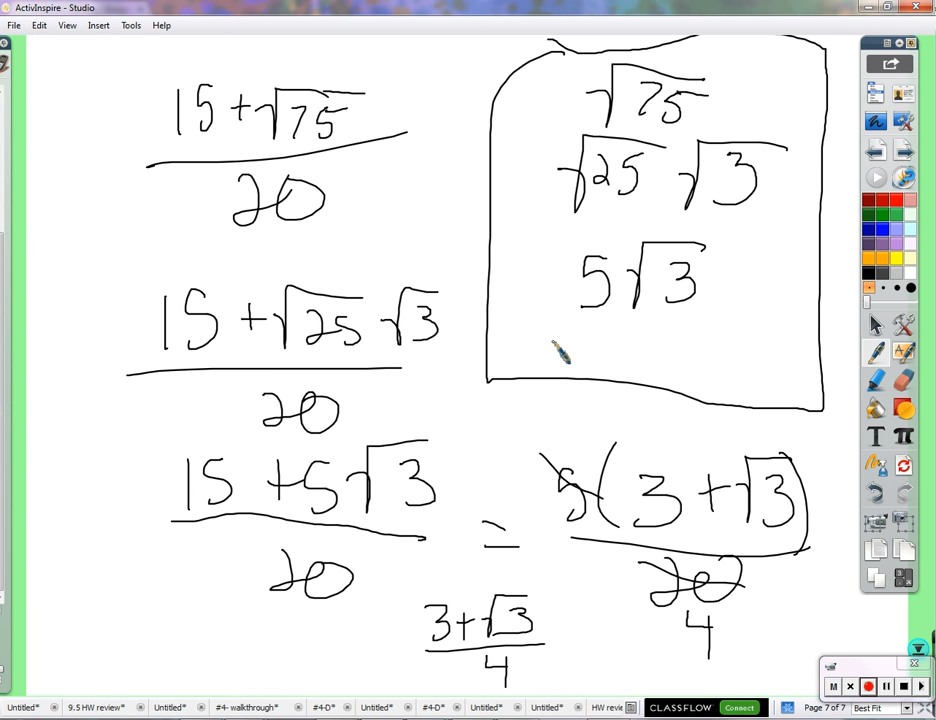 ActivInspire - Studio
File Edit View Insert Tools Help
15 + √75
20
15 + √25 √3
20
15 + 5√3
20
=
5(3 + √3)
20
4
3 + √3
4
√75
√25 √3
5√3
T π
M
Untitled* 9.5 HW review* Untitled* #4- walkthrough* #4-D* Untitled* #4-D* Untitled* Untitled* HW revie
CLASSFLOW Connect
Page 7 of 7 Best Fit